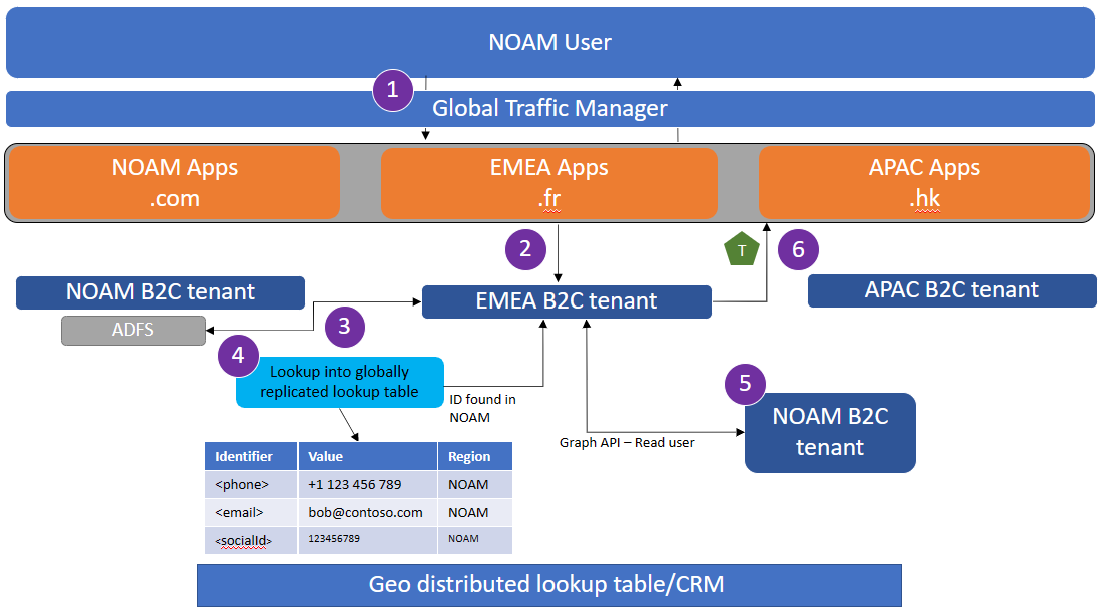 NOAM User
1
Global Traffic Manager
NOAM Apps
.com
EMEA Apps
.fr
APAC Apps
.hk
2
T
6
NOAM B2C tenant
EMEA B2C tenant
APAC B2C tenant
ADFS
3
4
Lookup into globally
replicated lookup table
ID found in
NOAM
5
NOAM B2C
tenant
Graph API – Read user
Identifier Value Region
<phone> +1 123 456 789 NOAM
<email> bob@contoso.com NOAM
<socialId> 123456789 NOAM
Geo distributed lookup table/CRM